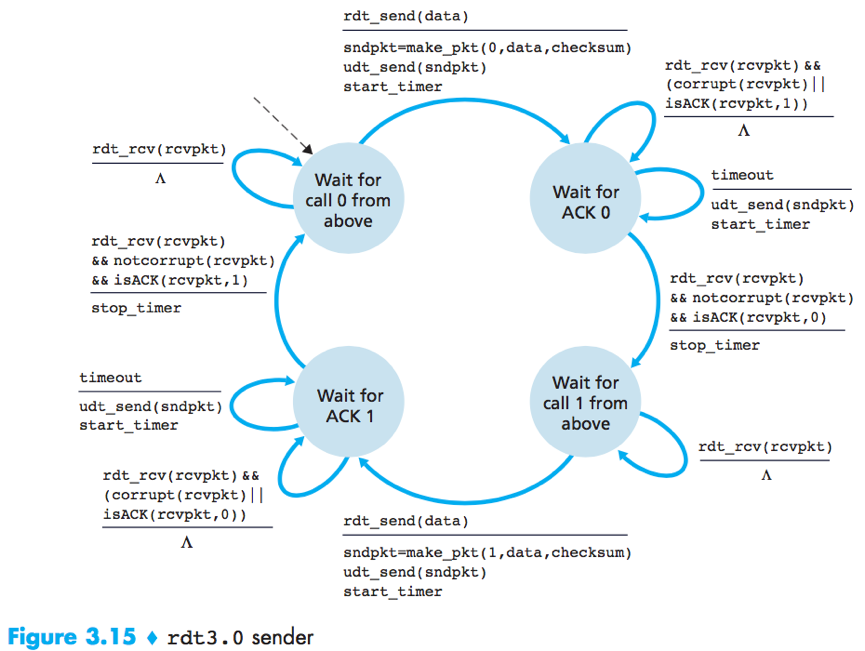 rdt_send(data)
sndpkt=make_pkt(0,data,checksum)
udt_send(sndpkt)
start_timer
rdt_rcv(rcvpkt) &&
(corrupt(rcvpkt)||
isACK(rcvpkt,1))
Λ
rdt_rcv(rcvpkt)
Λ
Wait for
call 0 from
above
Wait for
ACK 0
timeout
udt_send(sndpkt)
start_timer
rdt_rcv(rcvpkt)
&& notcorrupt(rcvpkt)
&& isACK(rcvpkt,1)
stop_timer
rdt_rcv(rcvpkt)
&& notcorrupt(rcvpkt)
&& isACK(rcvpkt,0)
stop_timer
timeout
udt_send(sndpkt)
start_timer
Wait for
ACK 1
Wait for
call 1 from
above
rdt_rcv(rcvpkt)
Λ
rdt_rcv(rcvpkt) &&
(corrupt(rcvpkt)||
isACK(rcvpkt,0))
Λ
rdt_send(data)
sndpkt=make_pkt(1,data,checksum)
udt_send(sndpkt)
start_timer
Figure 3.15 ♦ rdt3.0 sender